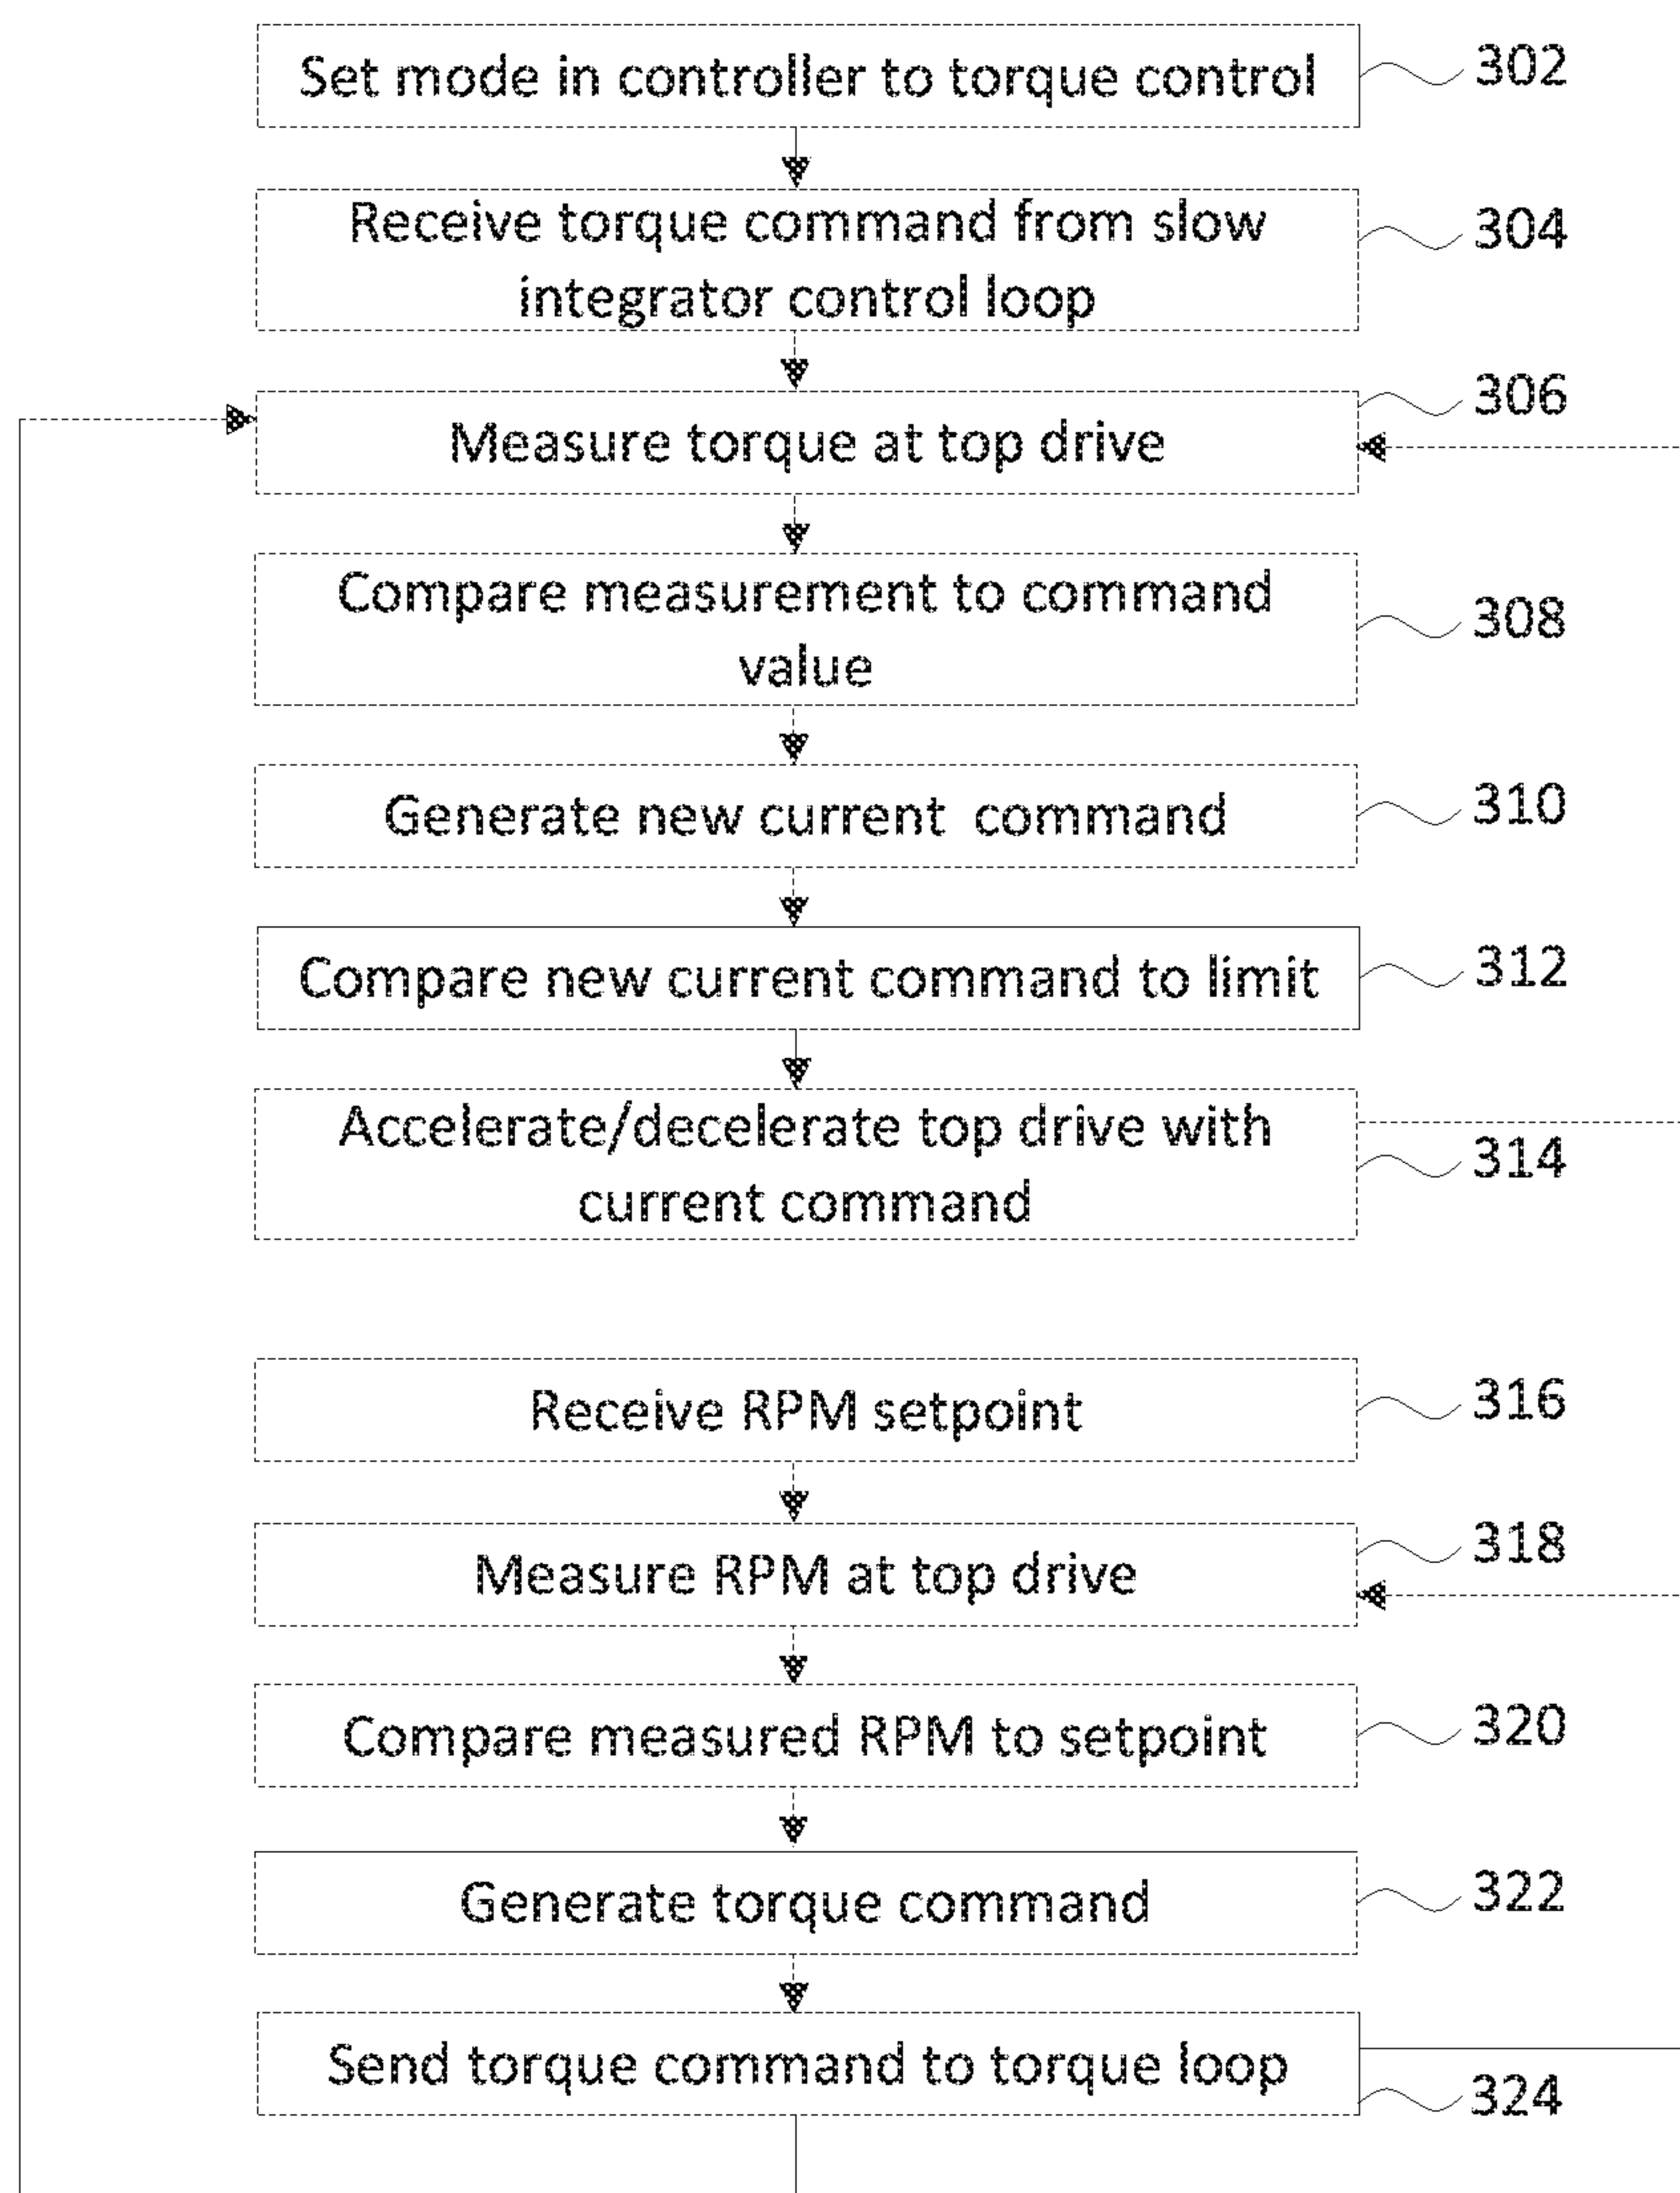 Set mode in controller to torque control
302
Receive torque command from slow
integrator control loop
304
Measure torque at top drive
306
Compare measurement to command
value
308
Generate new current command
310
Compare new current command to limit
312
Accelerate/decelerate top drive with
current command
314
Receive RPM setpoint
316
Measure RPM at top drive
318
Compare measured RPM to setpoint
320
Generate torque command
322
Send torque command to torque loop
324